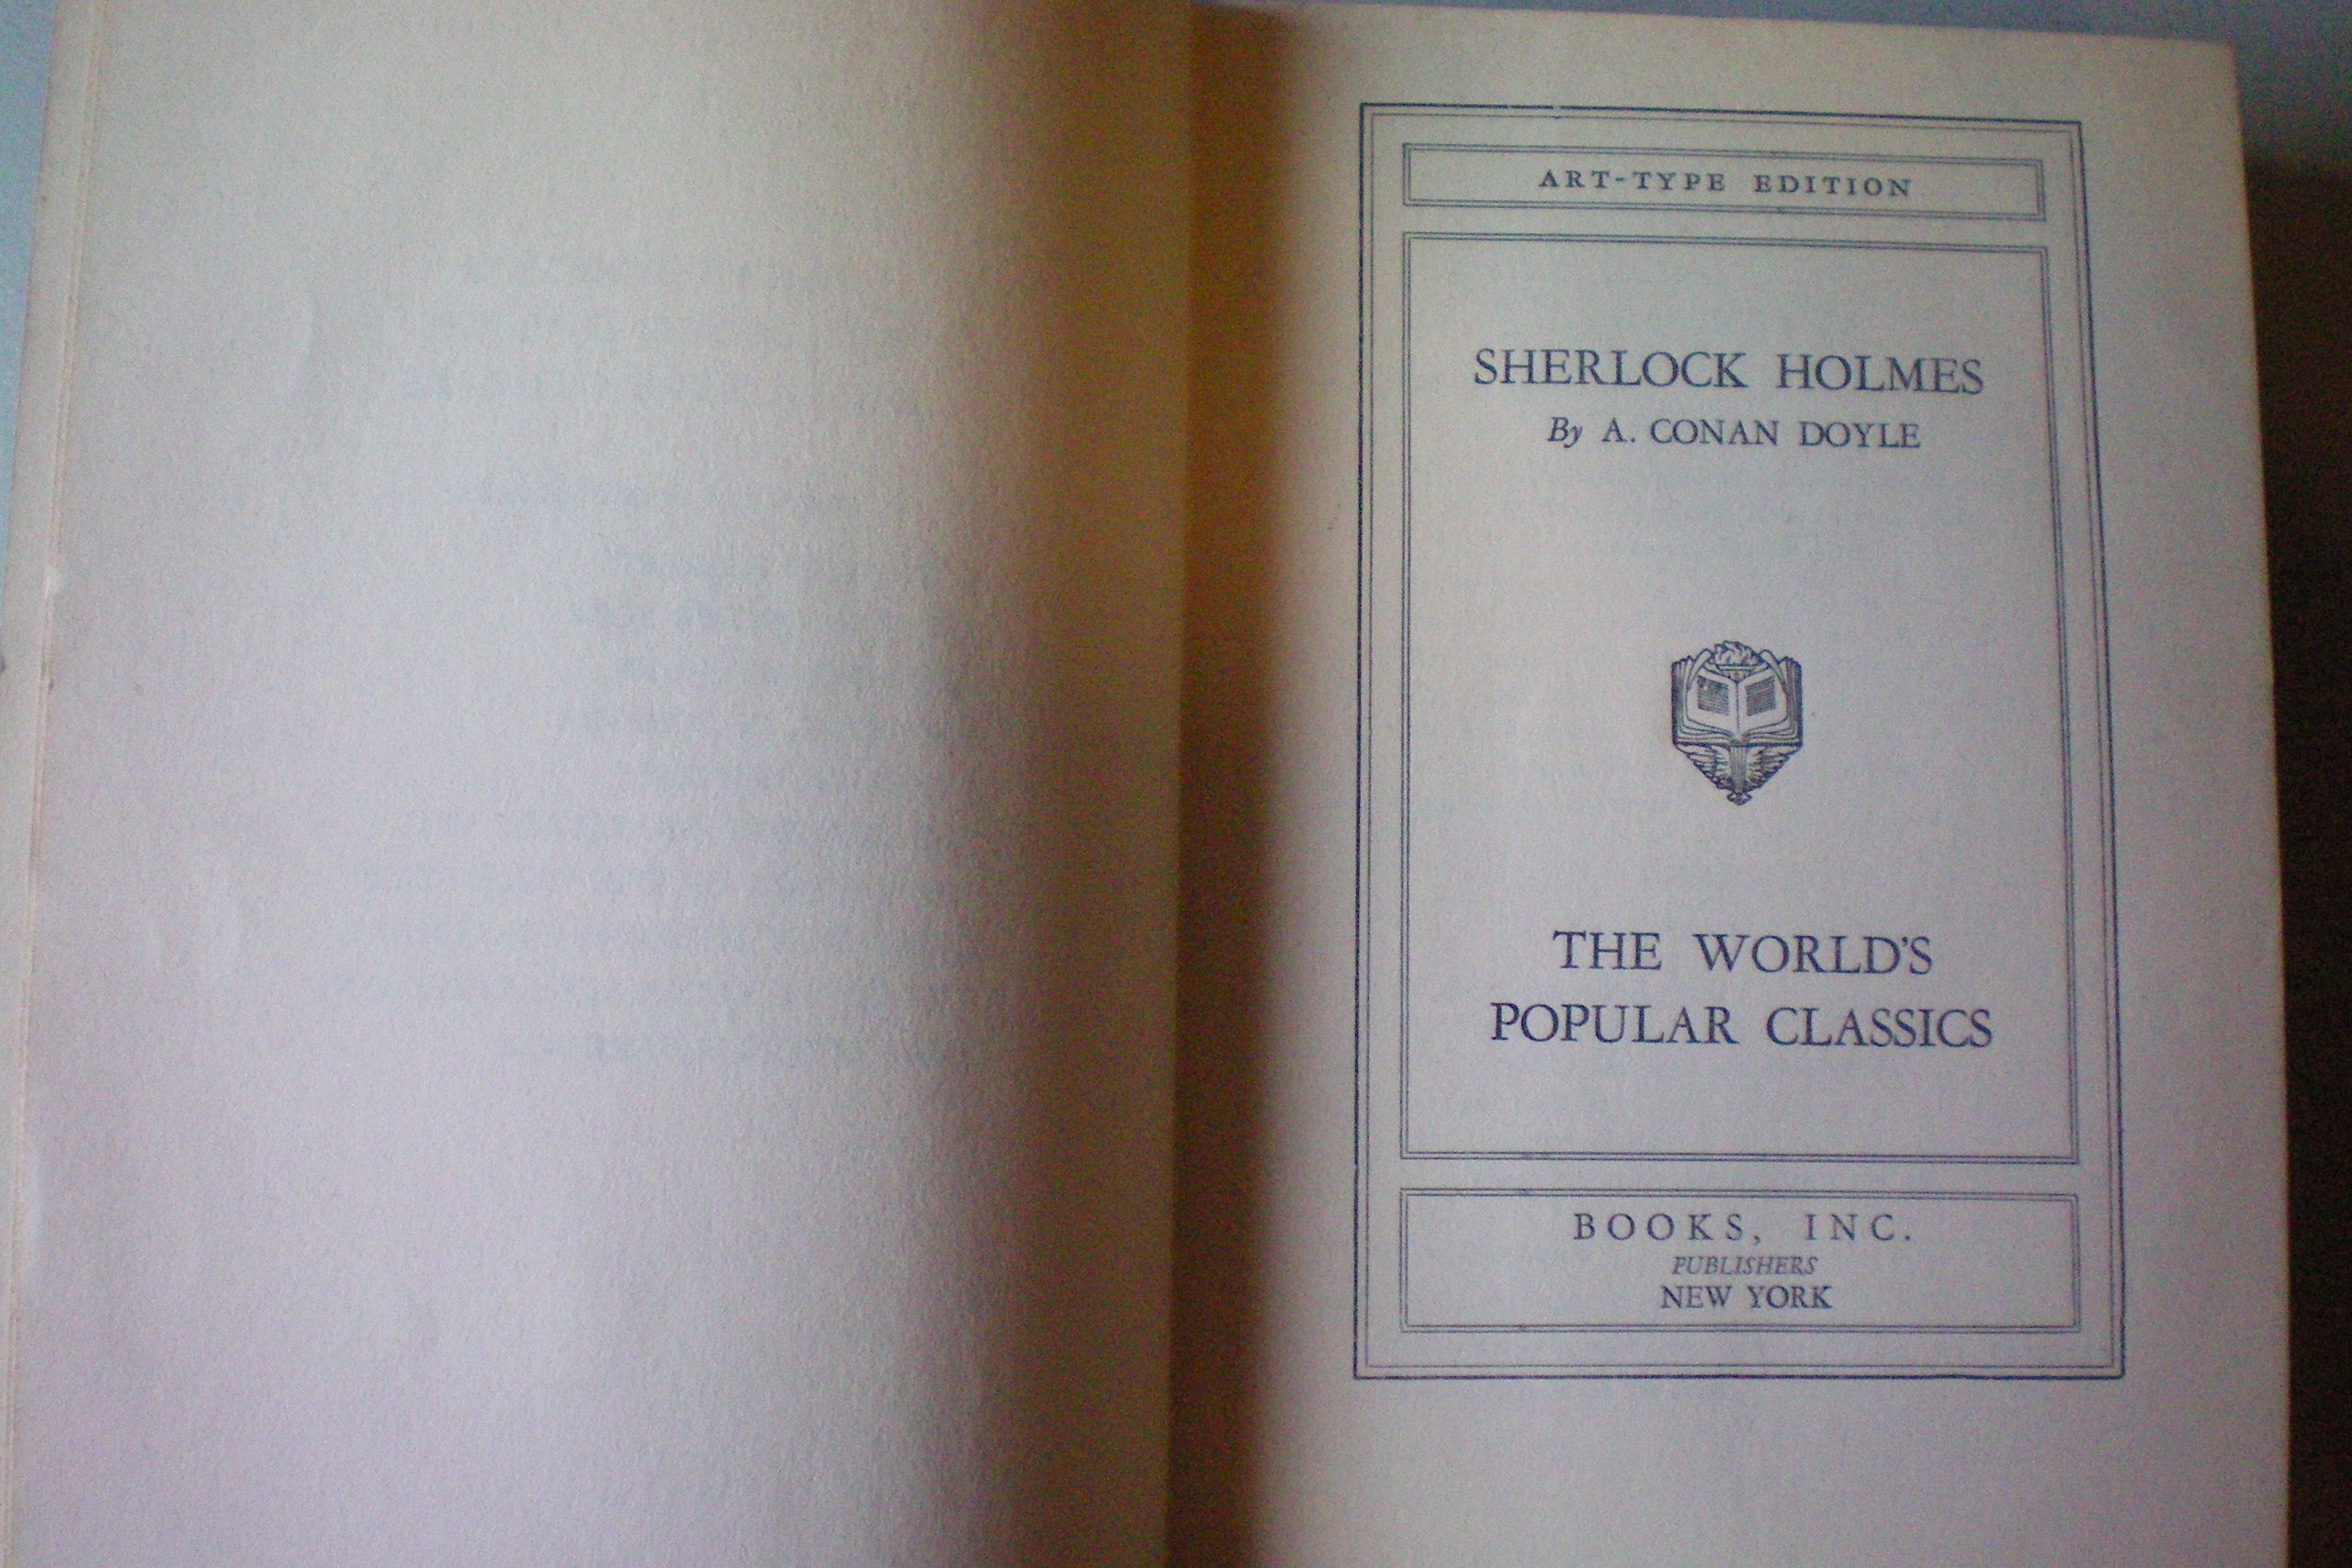 ART-TYPE EDITION
SHERLOCK HOLMES
By A. CONAN DOYLE
THE WORLD'S
POPULAR CLASSICS
BOOKS, INC.
PUBLISHERS
NEW YORK